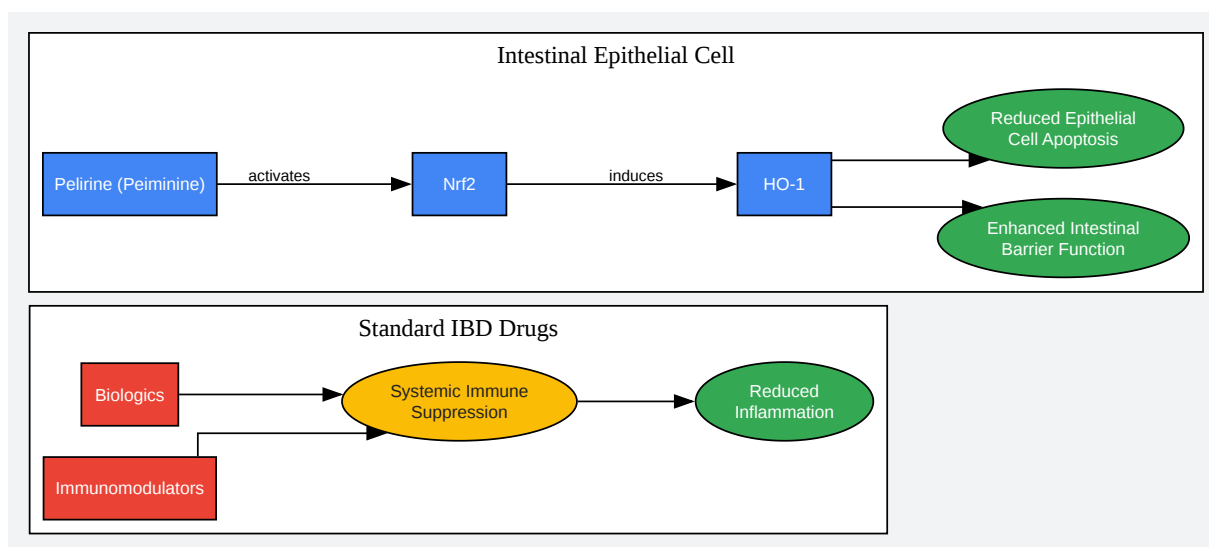 Intestinal Epithelial Cell
Pelirine (Peiminine)
activates
Nrf2
induces
HO-1
Reduced Epithelial
Cell Apoptosis
Enhanced Intestinal
Barrier Function
Standard IBD Drugs
Biologics
Immunomodulators
Systemic Immune
Suppression
Reduced
Inflammation